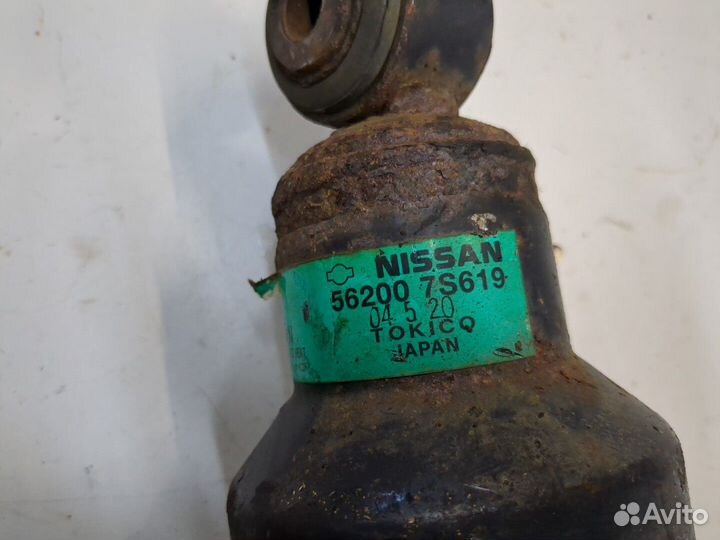 NISSAN
56200 7S619
04 5 20
TOKICO
JAPAN
Avito